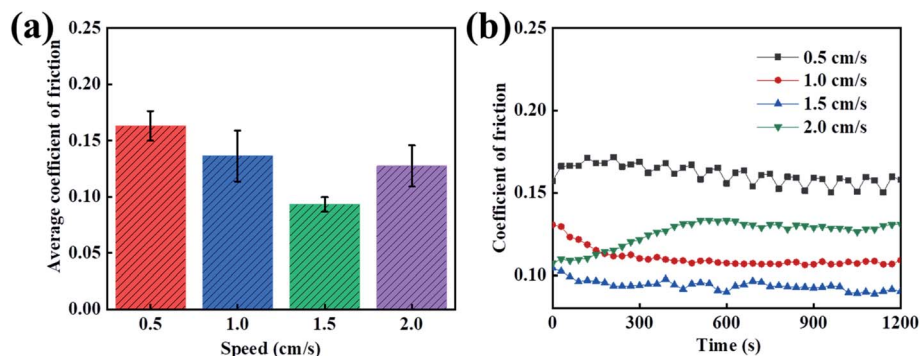 (a)
Average coefficient of friction
0.25
0.20
0.15
0.10
0.05
0.00
0.5 1.0 1.5 2.0
Speed (cm/s)
(b)
Coefficient of friction
0.25
0.20
0.15
0.10
0.5 cm/s
1.0 cm/s
1.5 cm/s
2.0 cm/s
0 300 600 900 1200
Time (s)